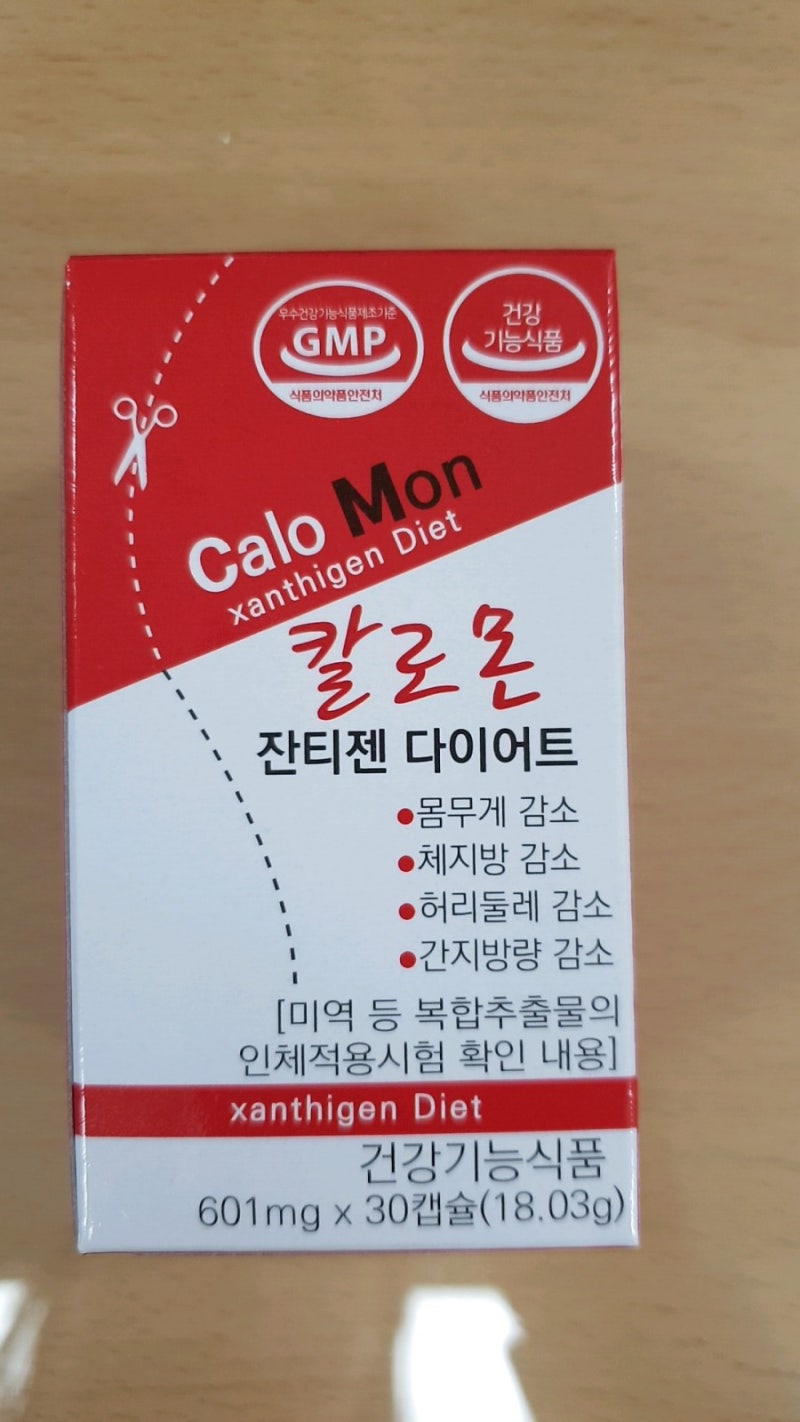 우수건강기능식품제조기준
GMP
식품의약품안전처
건강
기능식품
식품의약품안전처
Calo Mon
xanthigen Diet
칼로몬
잔티젠 다이어트
●몸무게 감소
●체지방 감소
●허리둘레 감소
●간지방량 감소
[미역 등 복합추출물의
인체적용시험 확인 내용]
xanthigen Diet
건강기능식품
601mg x 30캡슐(18.03g)